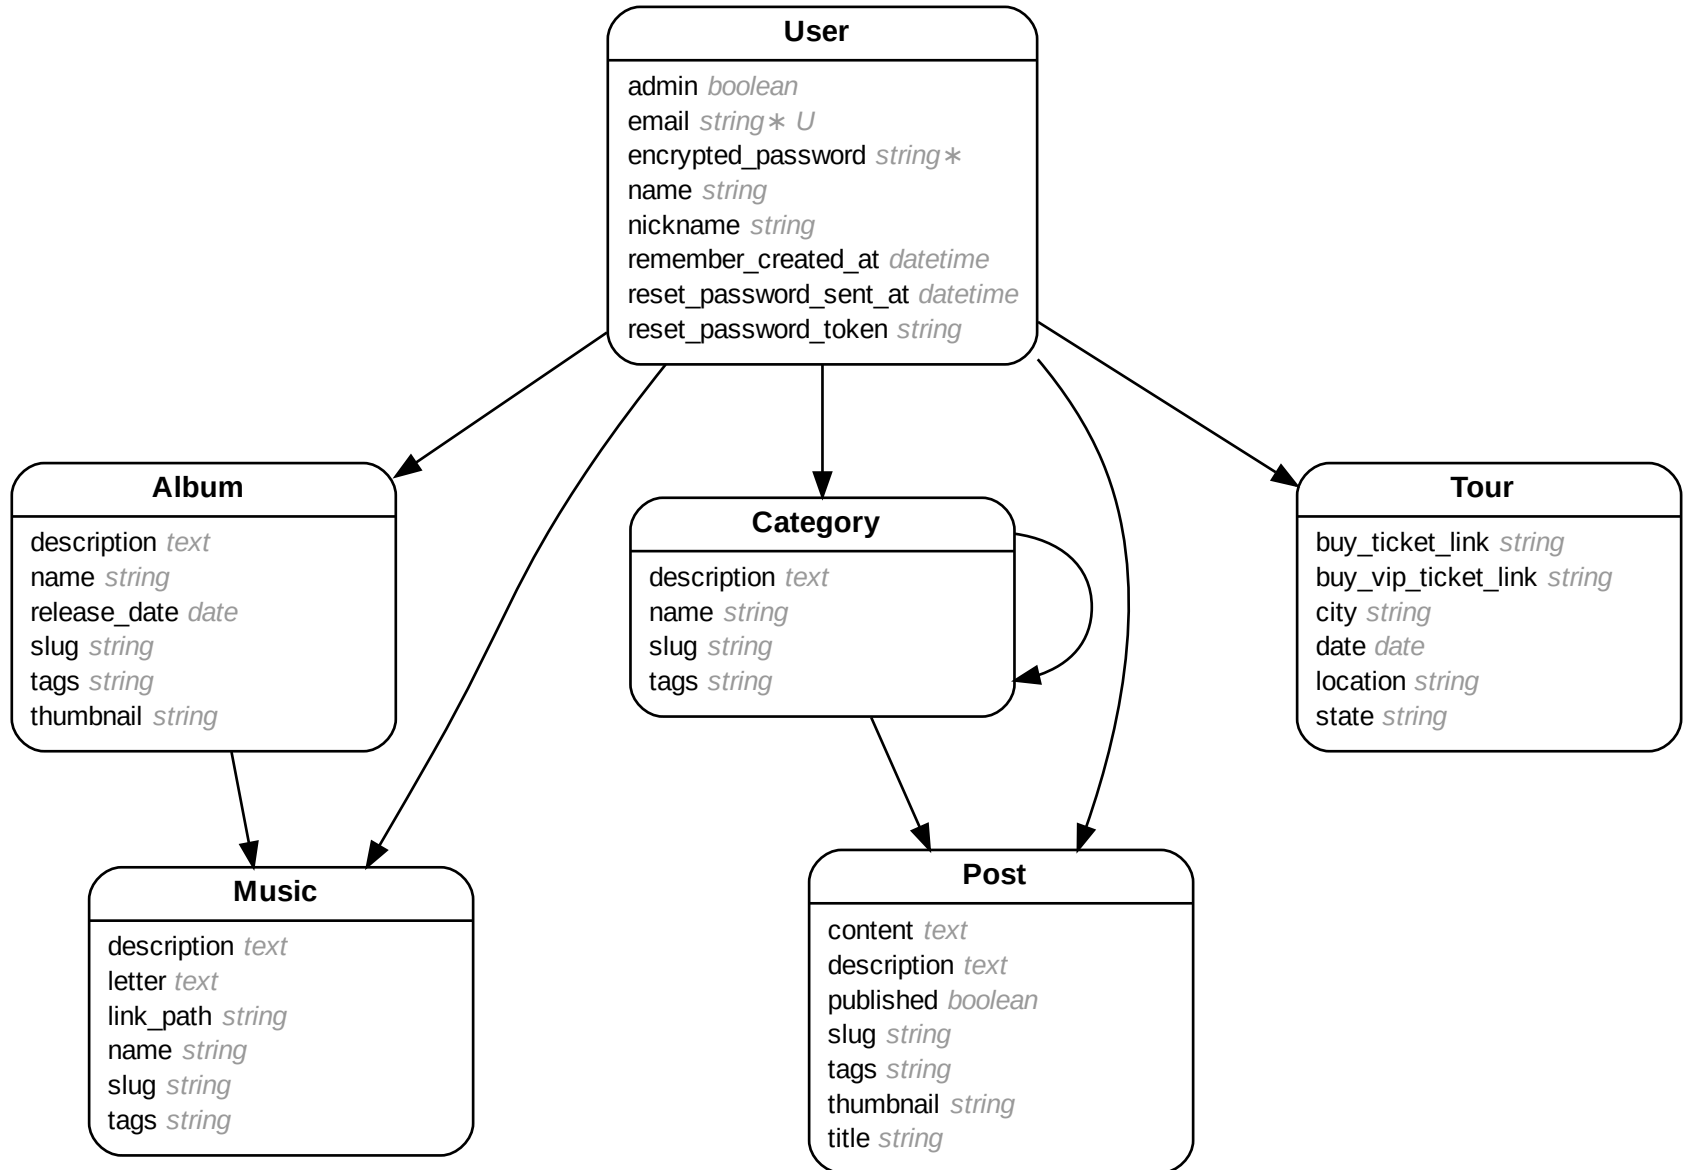 User
admin boolean
email string∗ U
encrypted_password string∗
name string
nickname string
remember_created_at datetime
reset_password_sent_at datetime
reset_password_token string
Album
description text
name string
release_date date
slug string
tags string
thumbnail string
Category
description text
name string
slug string
tags string
Tour
buy_ticket_link string
buy_vip_ticket_link string
city string
date date
location string
state string
Music
description text
letter text
link_path string
name string
slug string
tags string
Post
content text
description text
published boolean
slug string
tags string
thumbnail string
title string